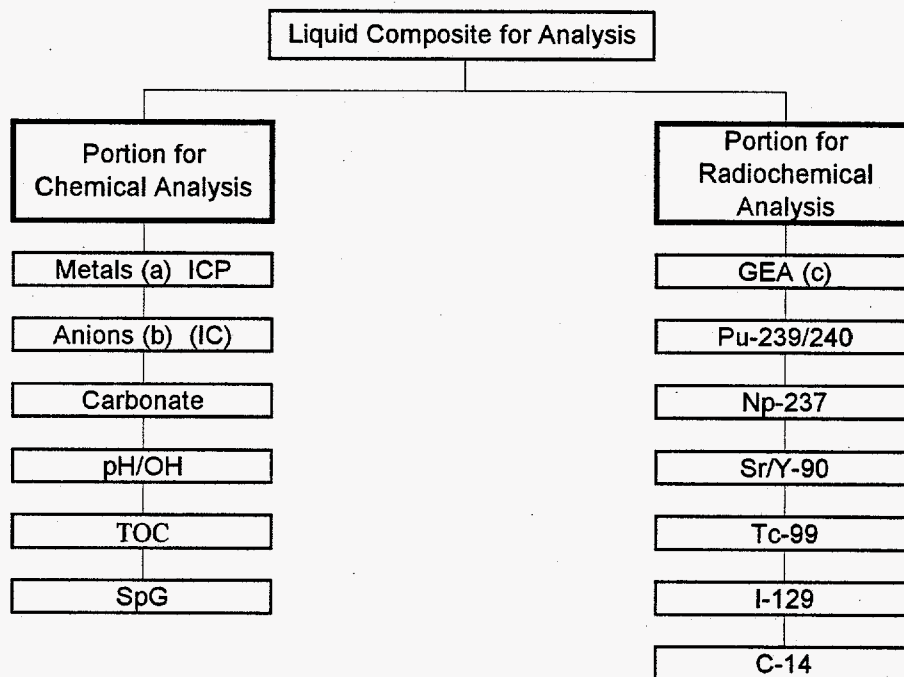 Liquid Composite for Analysis
Portion for
Chemical Analysis
Metals (a) ICP
Anions (b) (IC)
Carbonate
pH/OH
TOC
SpG
Portion for
Radiochemical
Analysis
GEA (c)
Pu-239/240
Np-237
Sr/Y-90
Tc-99
I-129
C-14